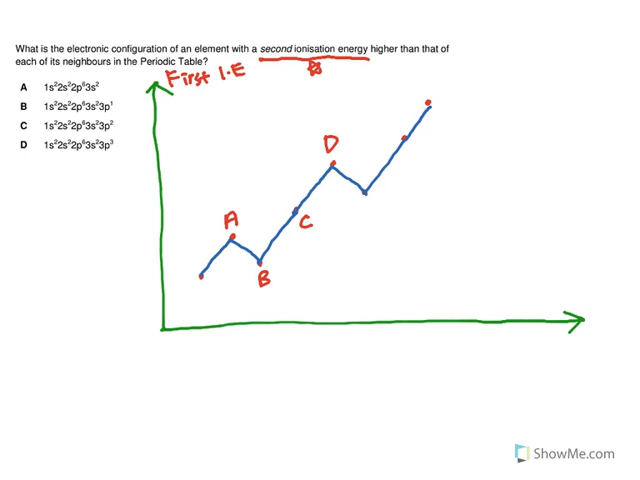 What is the electronic configuration of an element with a second ionisation energy higher than that of
each of its neighbours in the Periodic Table?
A 1s²2s²2p⁶3s²
B 1s²2s²2p⁶3s²3p¹
C 1s²2s²2p⁶3s²3p²
D 1s²2s²2p⁶3s²3p³
First I.E
D
A
C
B
ShowMe.com